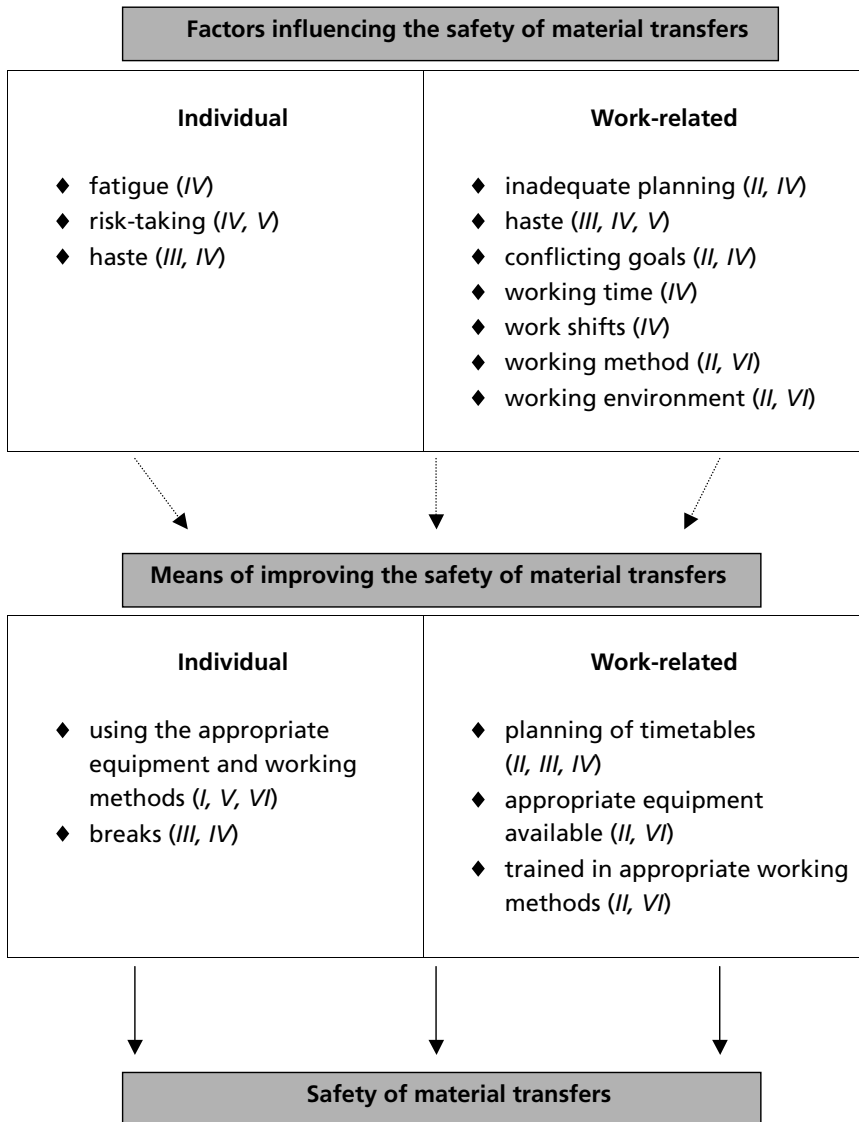 Factors influencing the safety of material transfers
Individual
♦ fatigue (IV)
♦ risk-taking (IV, V)
♦ haste (III, IV)
Work-related
♦ inadequate planning (II, IV)
♦ haste (III, IV, V)
♦ conflicting goals (II, IV)
♦ working time (IV)
♦ work shifts (IV)
♦ working method (II, VI)
♦ working environment (II, VI)
Means of improving the safety of material transfers
Individual
♦ using the appropriate
equipment and working
methods (I, V, VI)
♦ breaks (III, IV)
Work-related
♦ planning of timetables
(II, III, IV)
♦ appropriate equipment
available (II, VI)
♦ trained in appropriate working
methods (II, VI)
Safety of material transfers